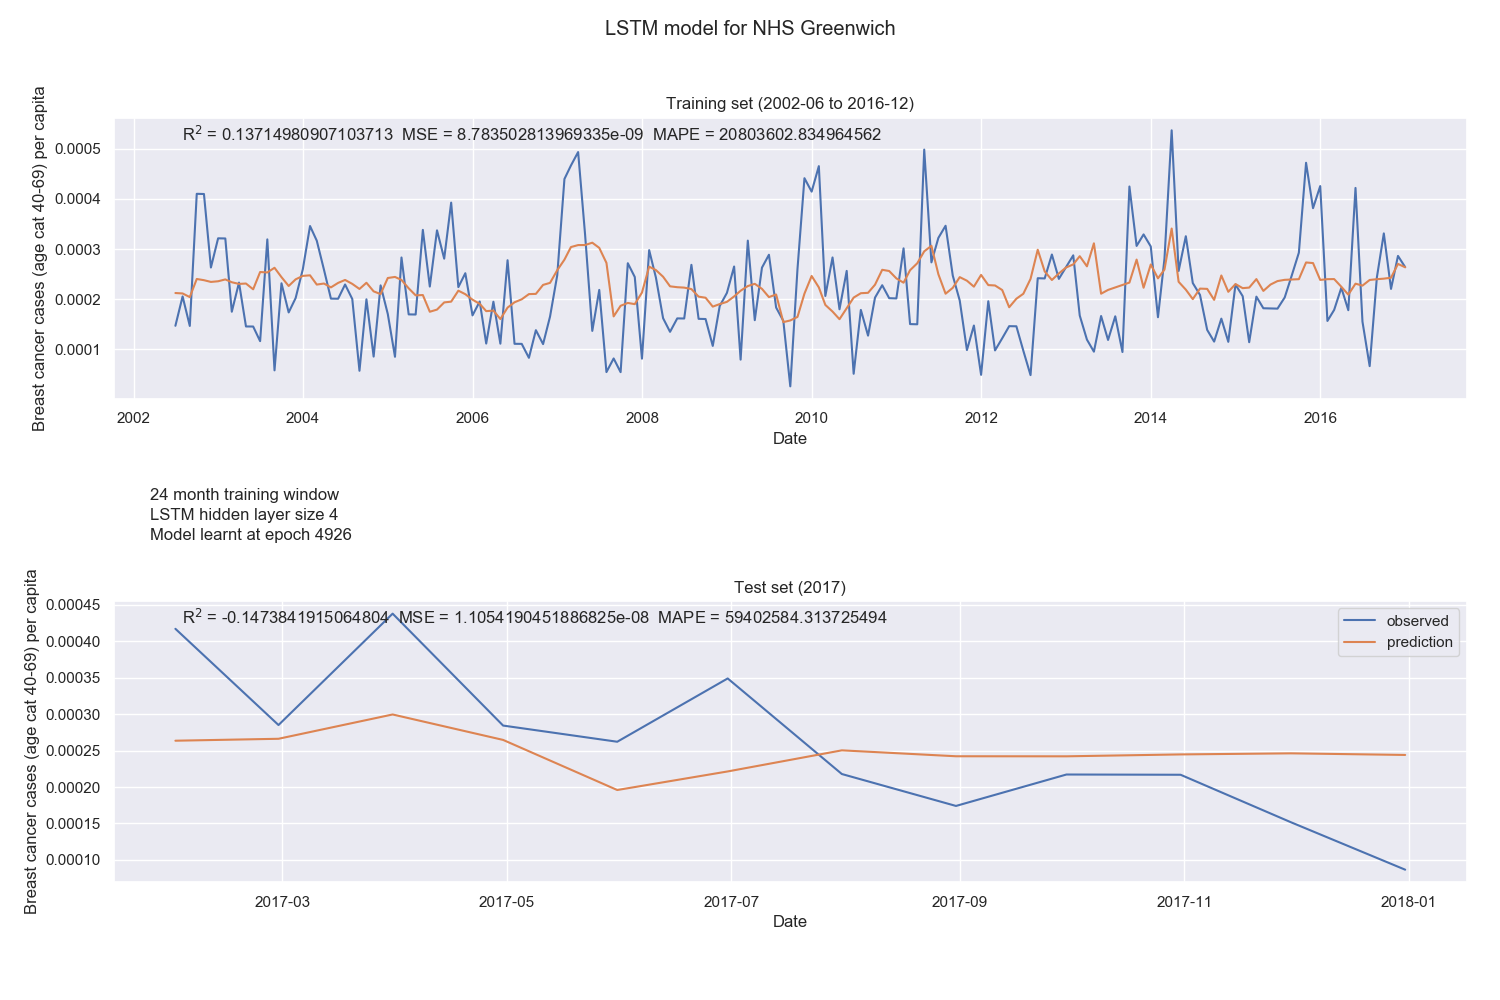 LSTM model for NHS Greenwich
Training set (2002-06 to 2016-12)
R² = 0.13714980907103713 MSE = 8.783502813969335e-09 MAPE = 20803602.834964562
Breast cancer cases (age cat 40-69) per capita
0.0005
0.0004
0.0003
0.0002
0.0001
2002 2004 2006 2008 2010 2012 2014 2016
Date
24 month training window
LSTM hidden layer size 4
Model learnt at epoch 4926
Test set (2017)
R² = -0.1473841915064804 MSE = 1.1054190451886825e-08 MAPE = 59402584.313725494
observed
prediction
Breast cancer cases (age cat 40-69) per capita
0.00045
0.00040
0.00035
0.00030
0.00025
0.00020
0.00015
0.00010
2017-03 2017-05 2017-07 2017-09 2017-11 2018-01
Date